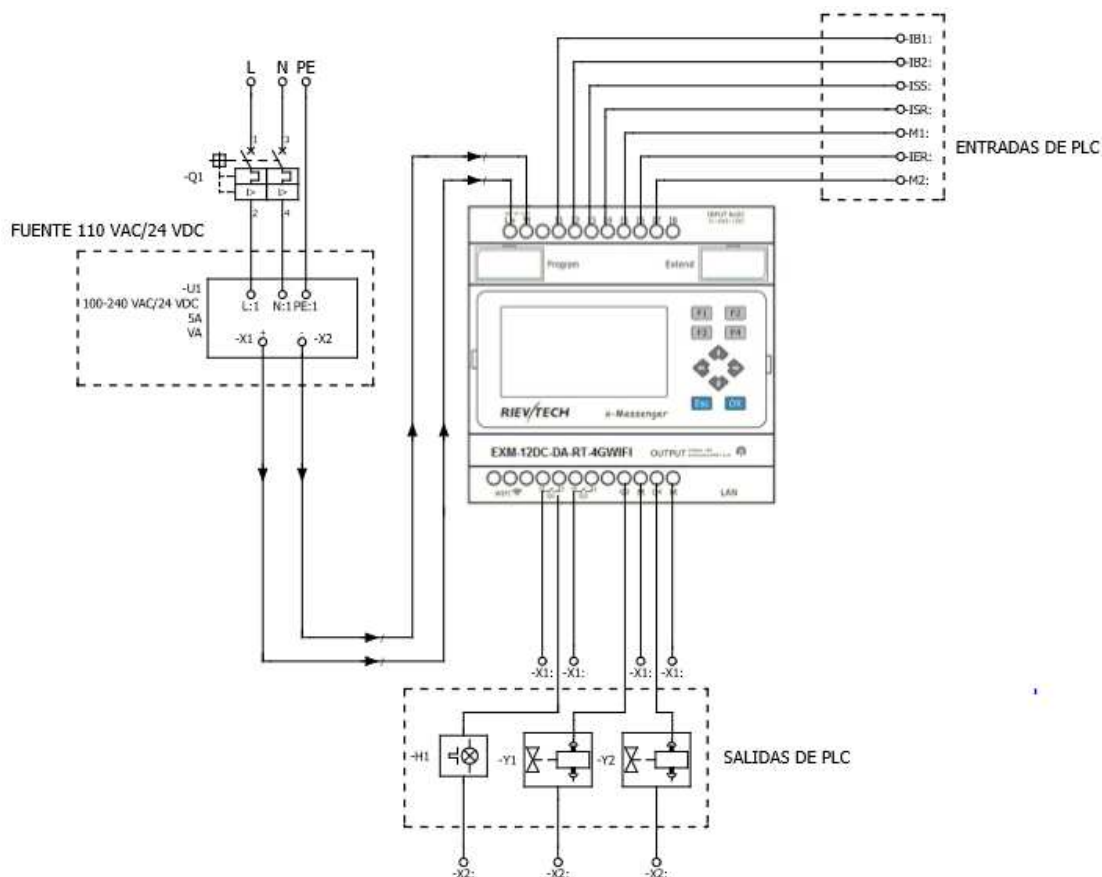 -IB1:
-IB2:
-ISS:
-ISR:
-M1:
-IER:
-M2:
ENTRADAS DE PLC
L N PE
1 3
-Q1
2 4
FUENTE 110 VAC/24 VDC
-U1
100-240 VAC/24 VDC
5A
VA
L:1 N:1 PE:1
-X1 + - -X2
Program Extend
F1 F2
F3 F4
Esc OK
RIEVTECH e-Messenger
EXM-12DC-DA-RT-4GWIFI OUTPUT
WIFI LAN
-X1: -X1: -X1: -X1:
-H1 -Y1 -Y2
SALIDAS DE PLC
-X2: -X2: -X2: